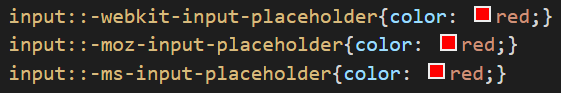 input::-webkit-input-placeholder{color: red;}
input::-moz-input-placeholder{color: red;}
input::-ms-input-placeholder{color: red;}